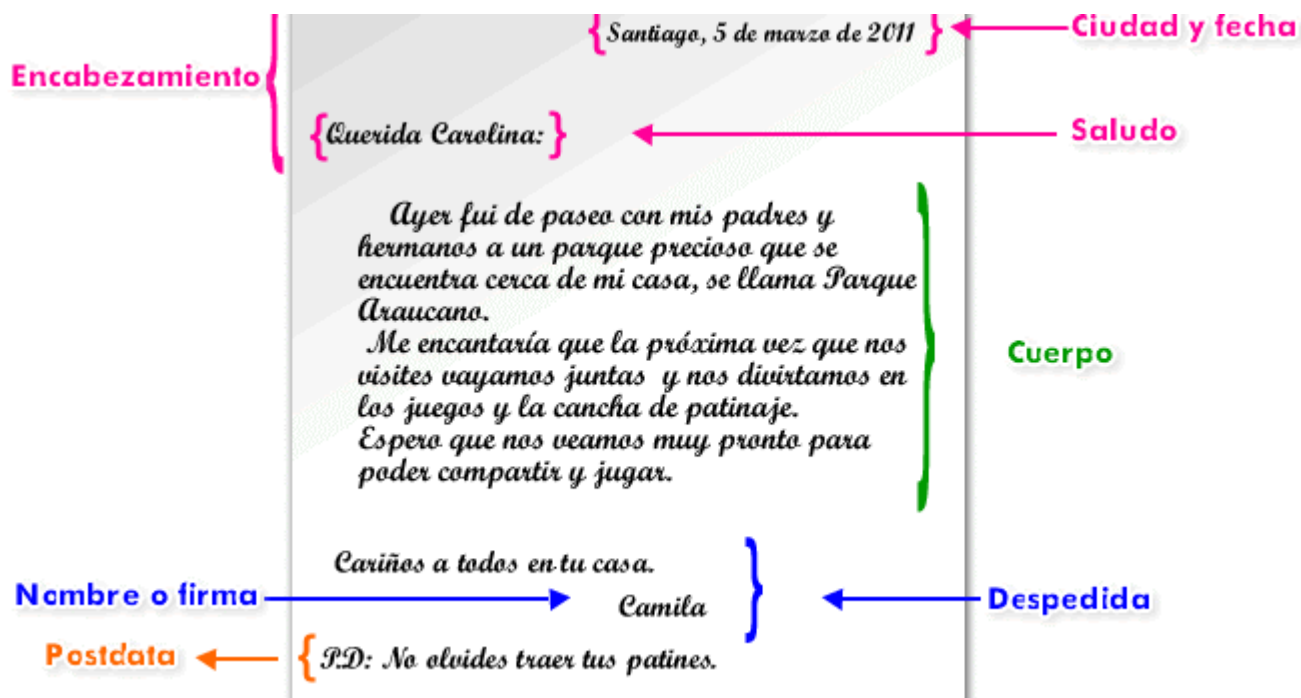 Santiago, 5 de marzo de 2011
Ciudad y fecha
Encabezamiento
Querida Carolina:
Saludo
Ayer fui de paseo con mis padres y
hermanos a un parque precioso que se
encuentra cerca de mi casa, se llama Parque
Araucano.
Me encantaría que la próxima vez que nos
visites vayamos juntas y nos divirtamos en
los juegos y la cancha de patinaje.
Espero que nos veamos muy pronto para
poder compartir y jugar.
Cuerpo
Cariños a todos en tu casa.
Nombre o firma
Camila
Despedida
Postdata
P.D: No olvides traer tus patines.